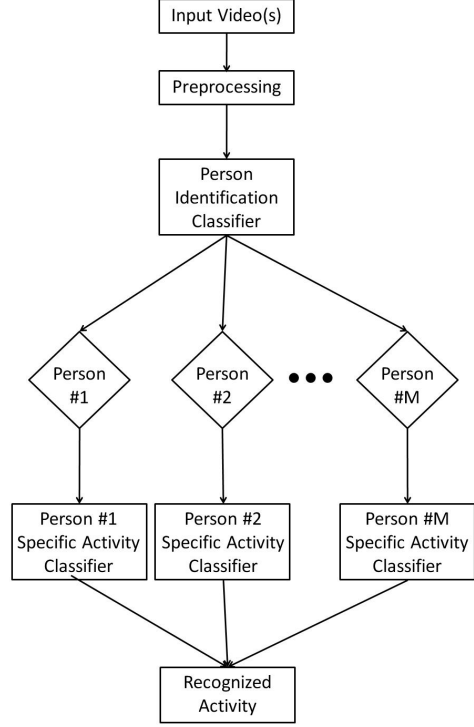 Input Video(s)
Preprocessing
Person
Identification
Classifier
Person
#1
Person
#2
Person
#M
Person #1
Specific Activity
Classifier
Person #2
Specific Activity
Classifier
Person #M
Specific Activity
Classifier
Recognized
Activity